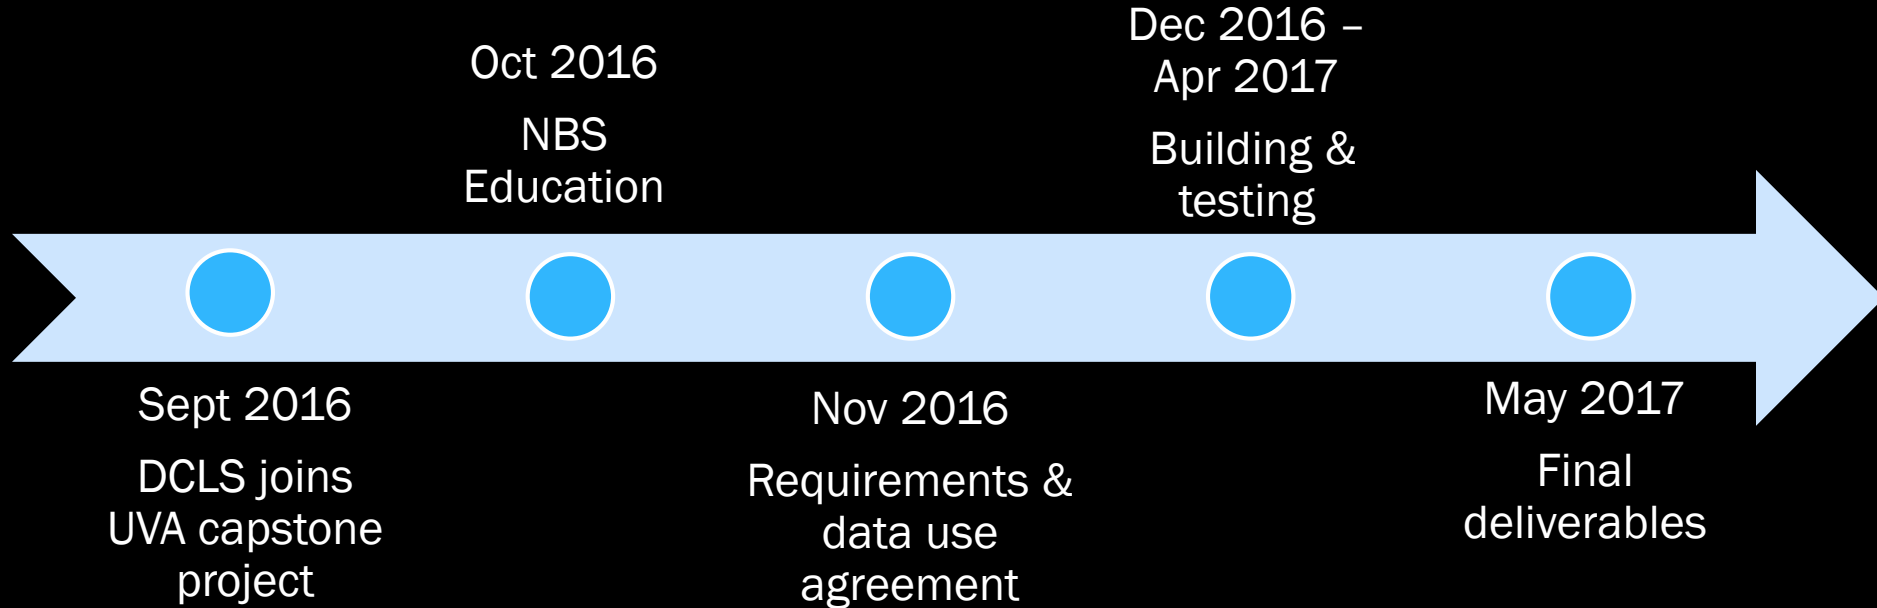 Sept 2016
DCLS joins
UVA capstone
project
Oct 2016
NBS
Education
Nov 2016
Requirements &
data use
agreement
Dec 2016 –
Apr 2017
Building &
testing
May 2017
Final
deliverables